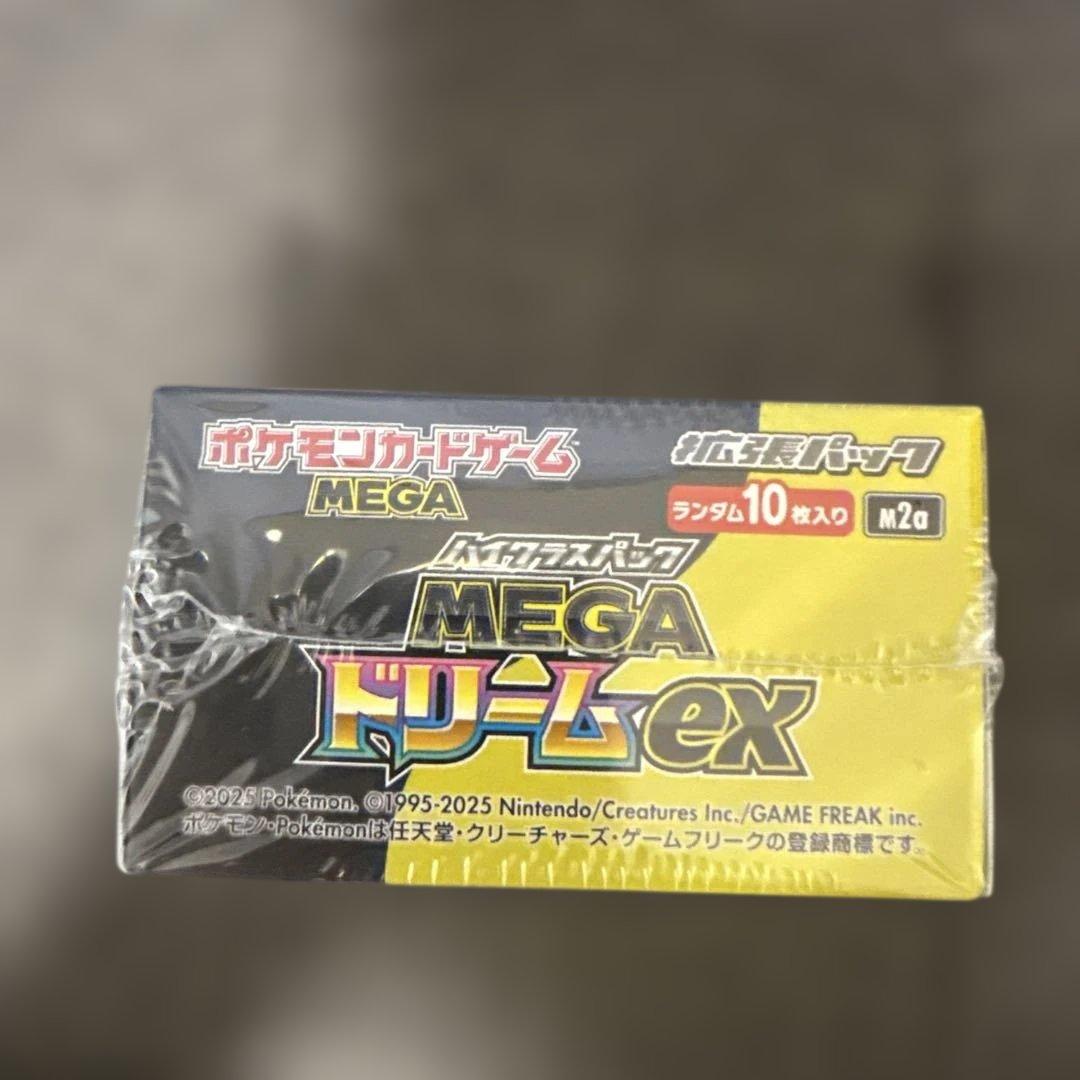 ポケモンカードゲーム
MEGA
拡張パック
ランダム10枚入り
M2a
ハイクラスパック
MEGA
ドリームex
©2025 Pokémon. ©1995-2025 Nintendo/Creatures Inc./GAME FREAK inc.
ポケモン・Pokémonは任天堂・クリーチャーズ・ゲームフリークの登録商標です。